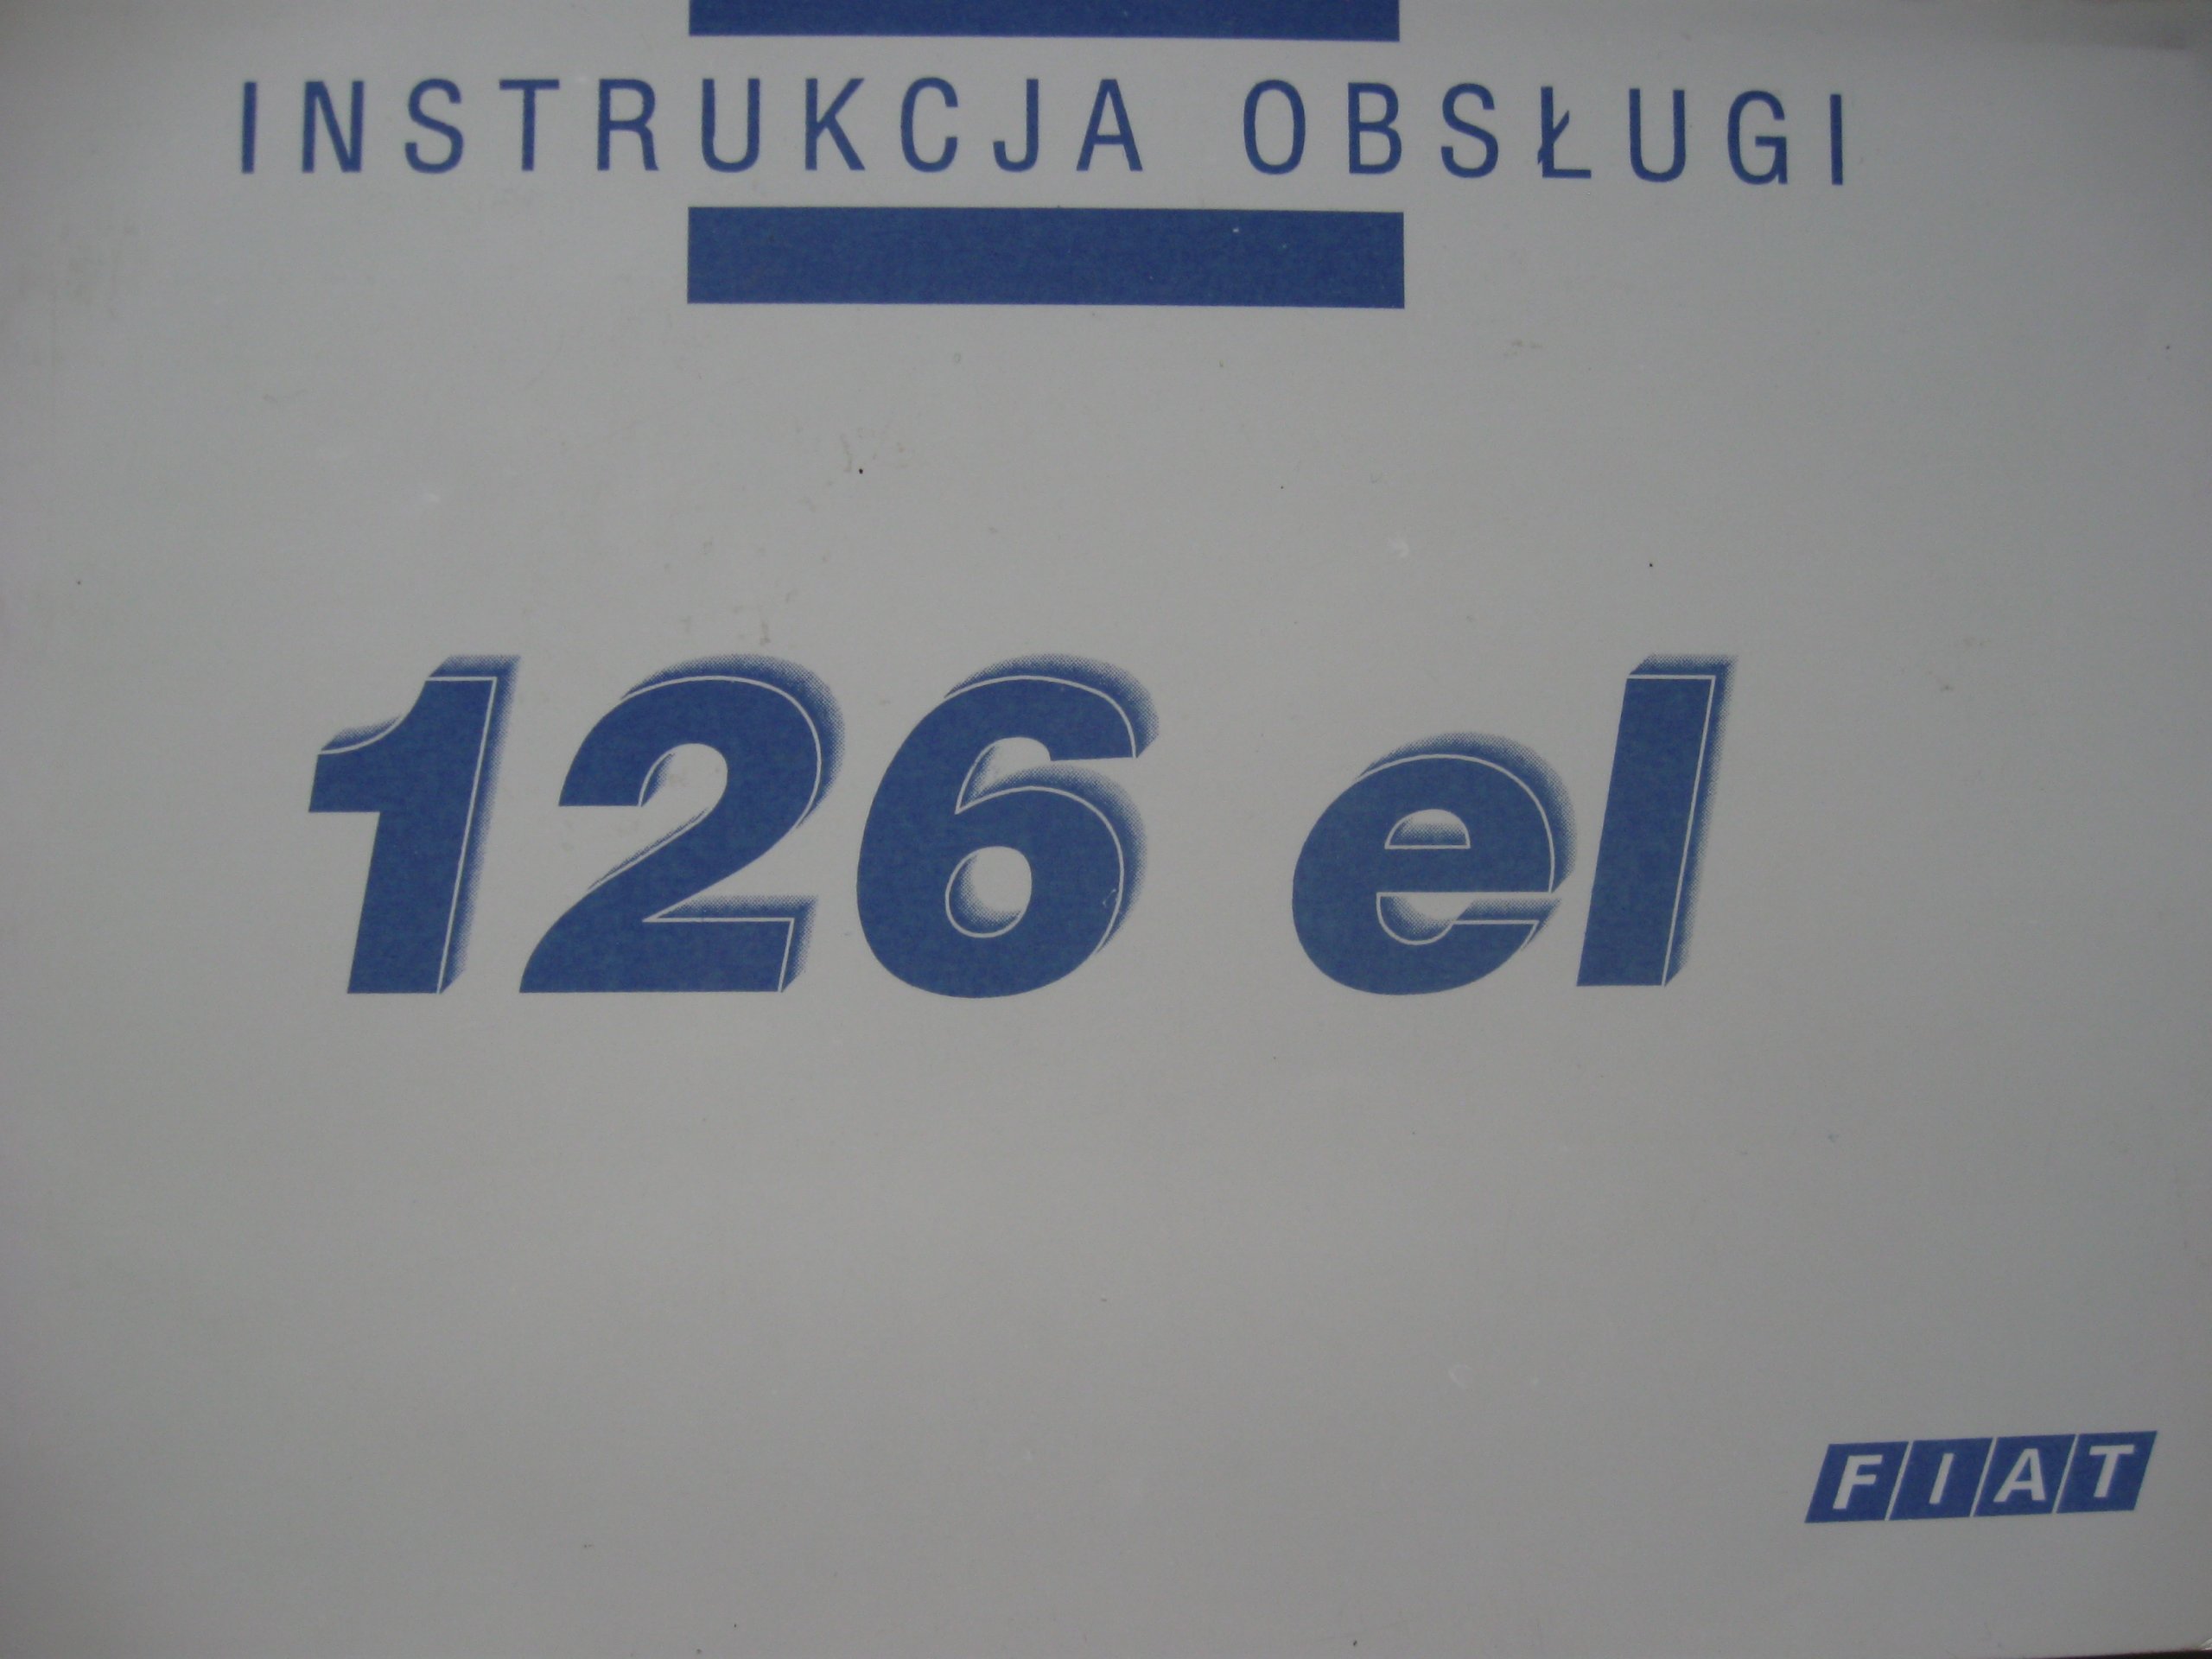 INSTRUKCJA OBSŁUGI
126 el
FIAT